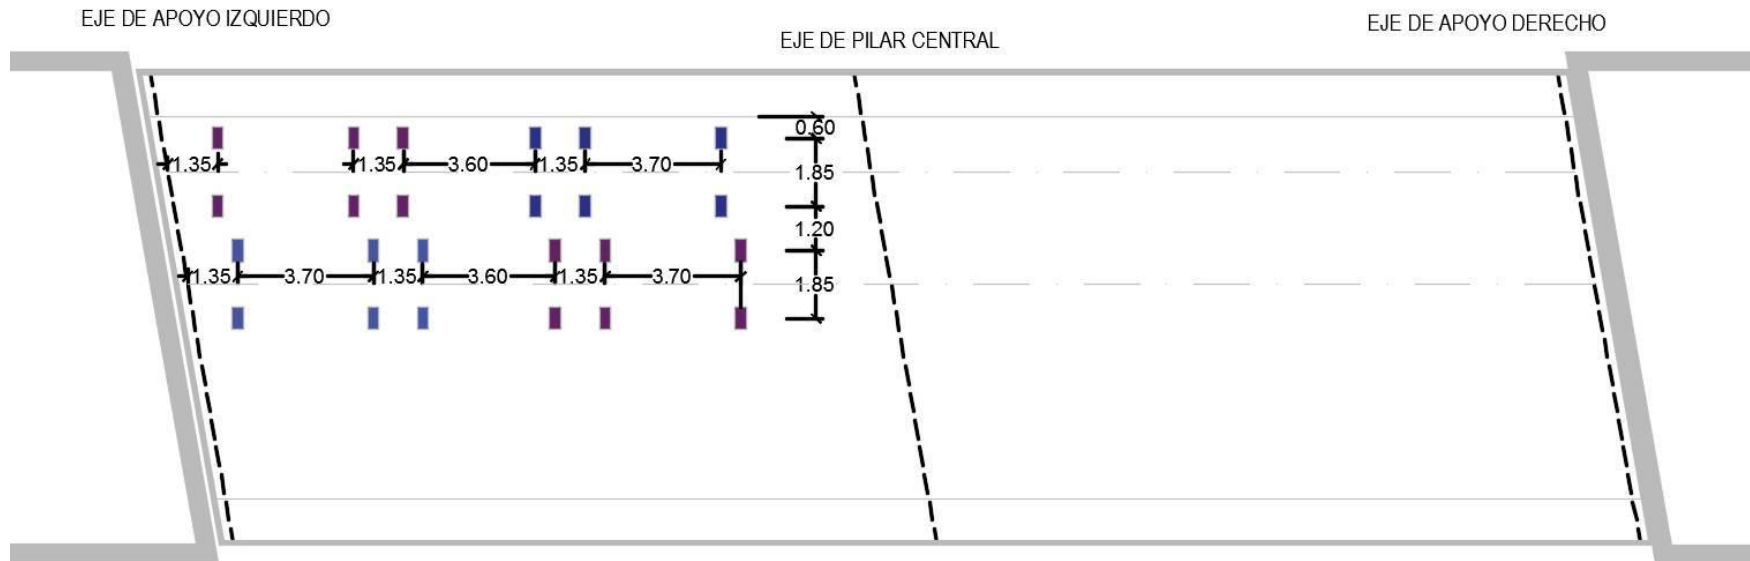 EJE DE APOYO IZQUIERDO
EJE DE PILAR CENTRAL
EJE DE APOYO DERECHO
0.60
1.35 1.35 3.60 1.35 3.70
1.85
1.20
1.35 3.70 1.35 3.60 1.35 3.70
1.85